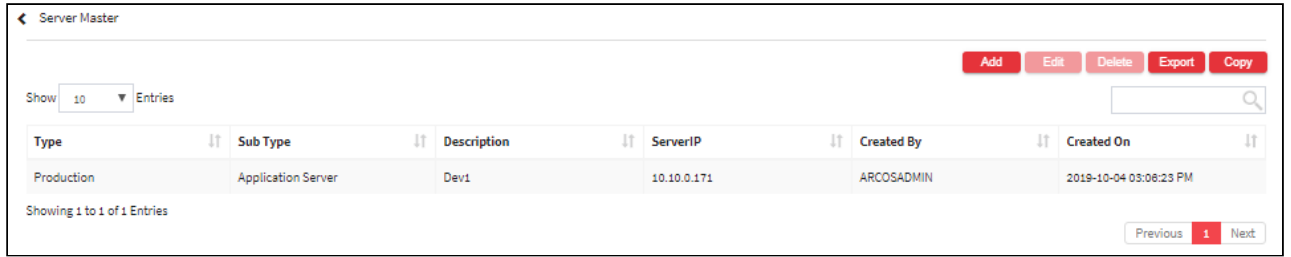 Server Master
Add Edit Delete Export Copy
Show 10 Entries
Type Sub Type Description ServerIP Created By Created On
Production Application Server Dev1 10.10.0.171 ARCOSADMIN 2019-10-04 03:06:23 PM
Showing 1 to 1 of 1 Entries
Previous 1 Next